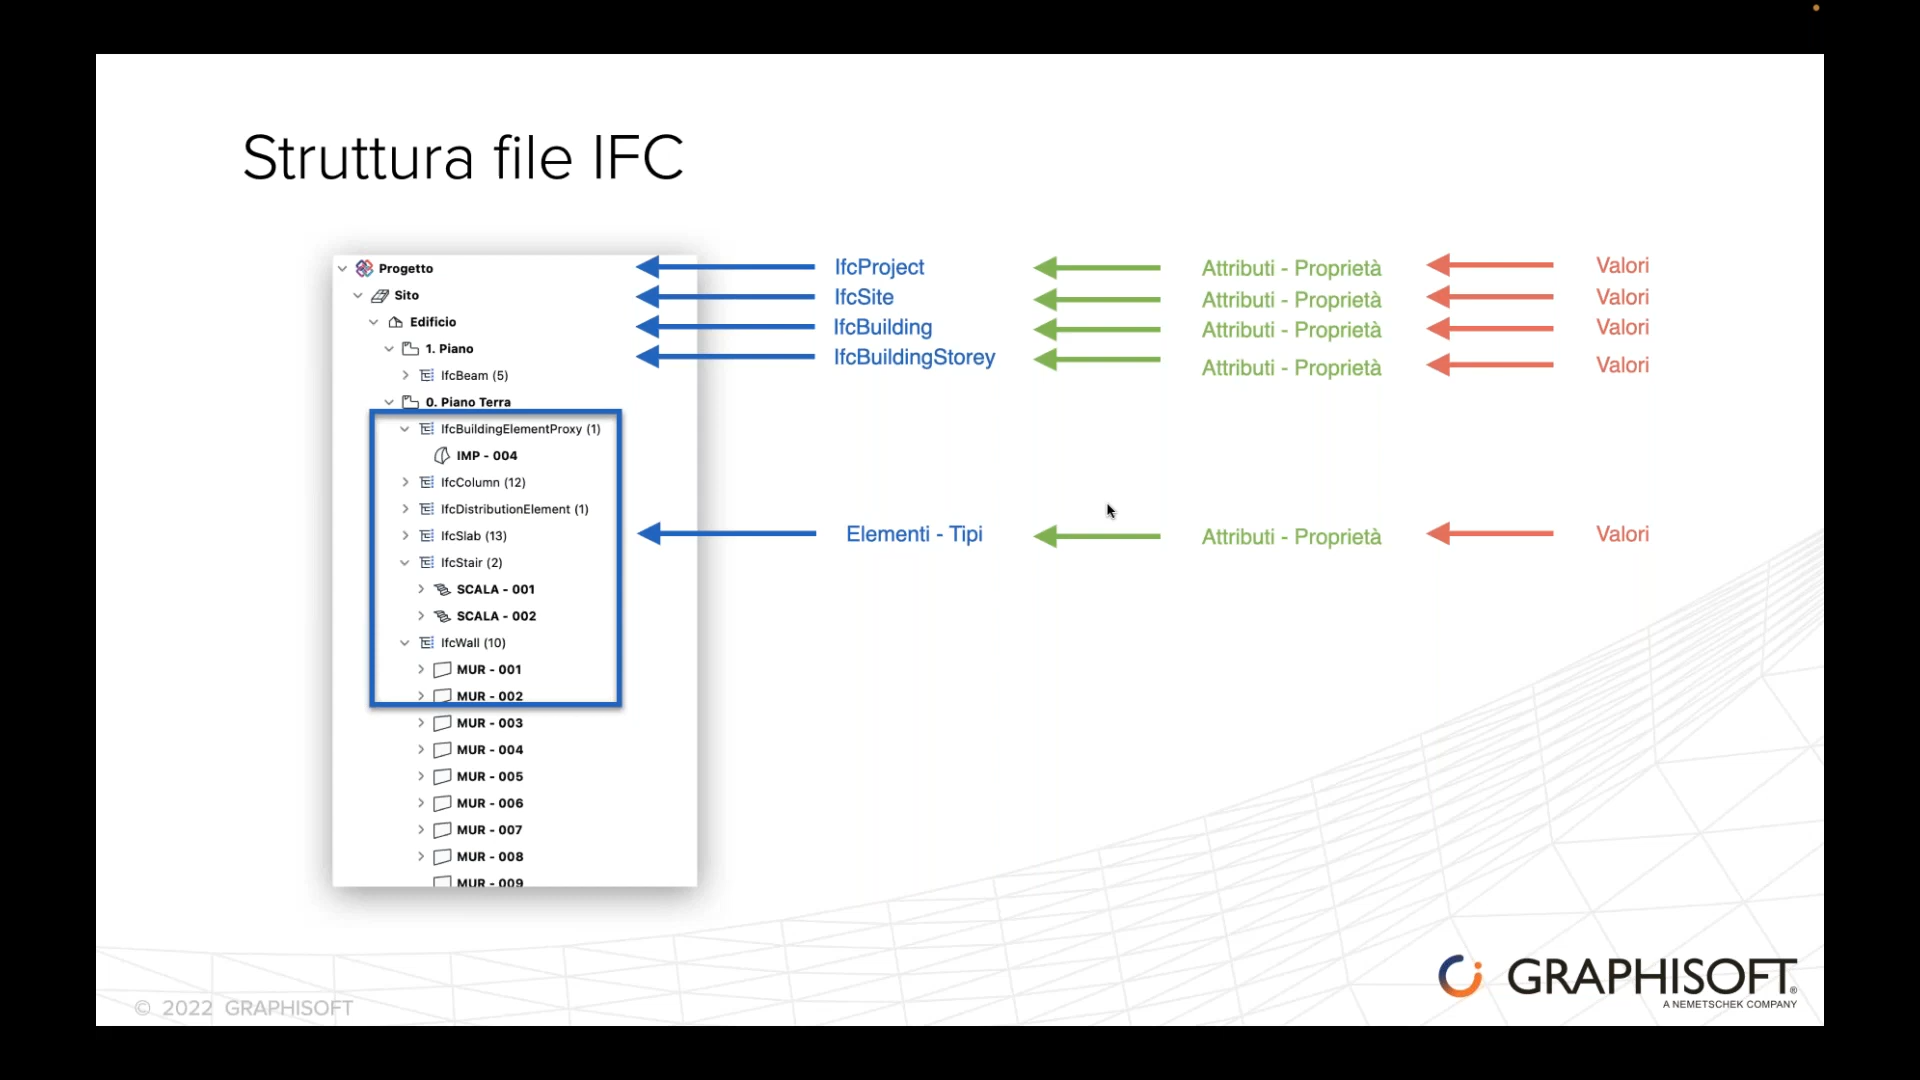 Struttura file IFC
Progetto
Sito
Edificio
1. Piano
IfcBeam (5)
0. Piano Terra
IfcBuildingElementProxy (1)
IMP - 004
IfcColumn (12)
IfcDistributionElement (1)
IfcSlab (13)
IfcStair (2)
SCALA - 001
SCALA - 002
IfcWall (10)
MUR - 001
MUR - 002
MUR - 003
MUR - 004
MUR - 005
MUR - 006
MUR - 007
MUR - 008
MUR - 009
IfcProject Attributi - Proprietà Valori
IfcSite Attributi - Proprietà Valori
IfcBuilding Attributi - Proprietà Valori
IfcBuildingStorey Attributi - Proprietà Valori
Elementi - Tipi Attributi - Proprietà Valori
© 2022 GRAPHISOFT
GRAPHISOFT®
A NEMETSCHEK COMPANY